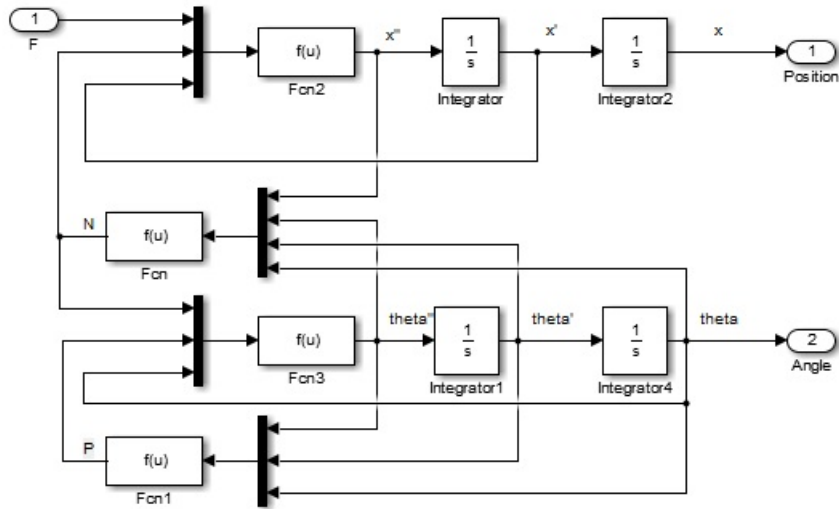 1
F
f(u)
Fcn2
x''
1
s
Integrator
x'
1
s
Integrator2
x
1
Position
N
f(u)
Fcn
f(u)
Fcn3
theta''
1
s
Integrator1
theta'
1
s
Integrator4
theta
2
Angle
P
f(u)
Fcn1